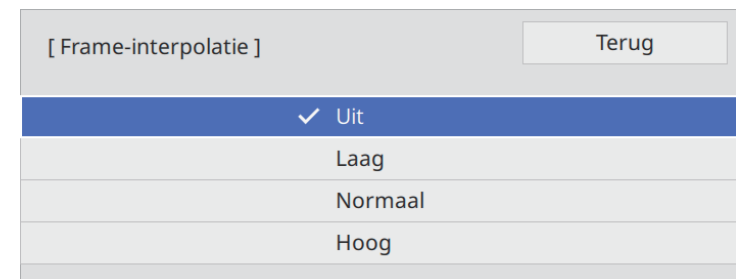 [ Frame-interpolatie ]
Terug
Uit
Laag
Normaal
Hoog